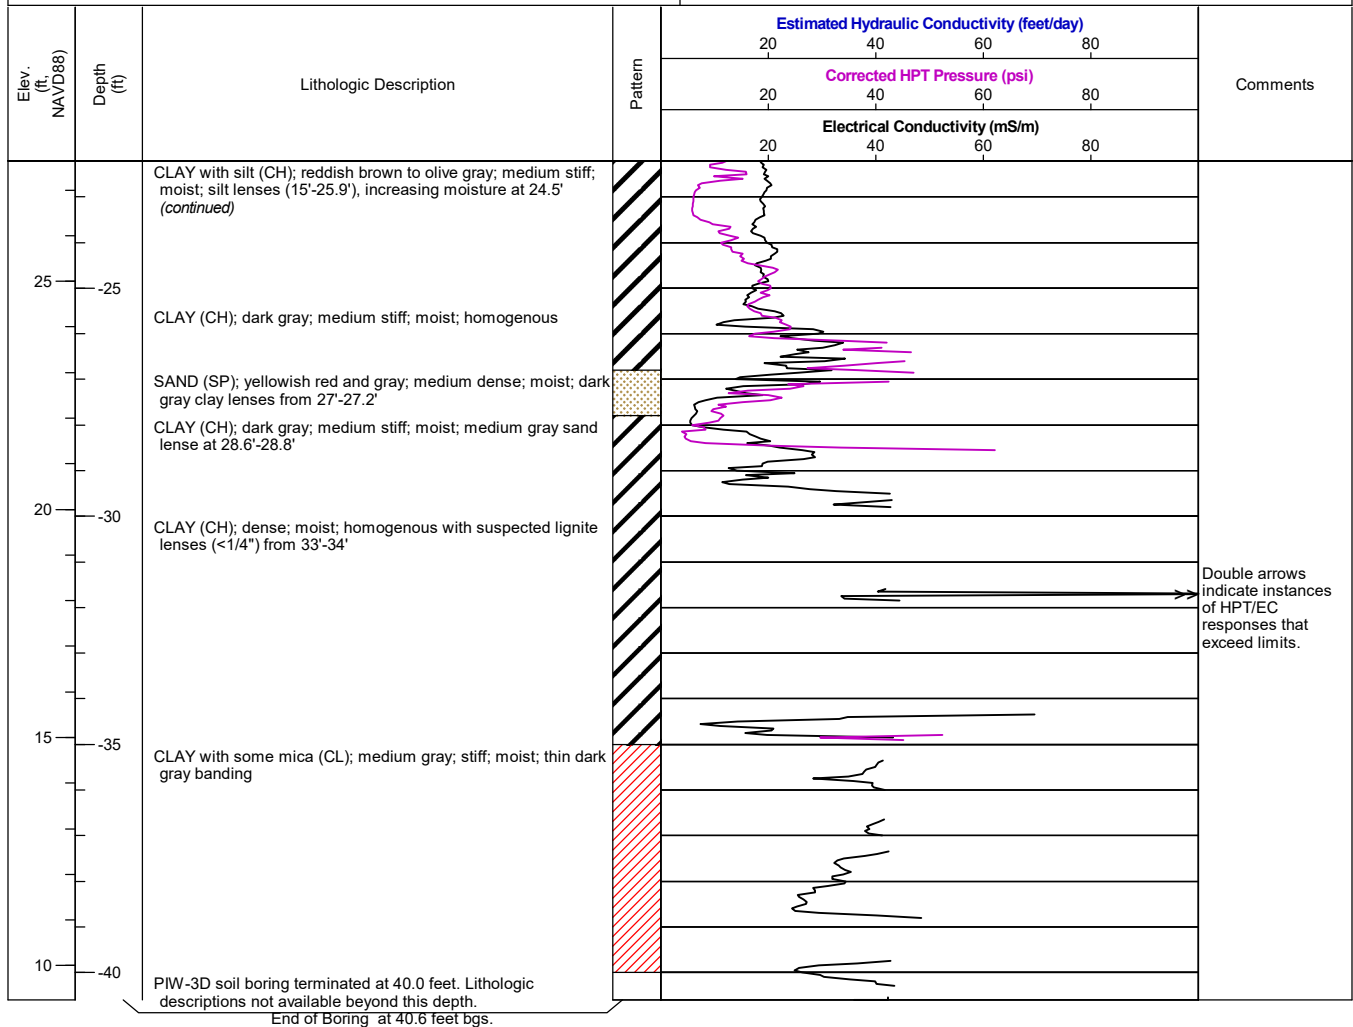 Elev.
(ft,
NAVD88)
Depth
(ft)
Lithologic Description
Pattern
Estimated Hydraulic Conductivity (feet/day)
20 40 60 80
Corrected HPT Pressure (psi)
20 40 60 80
Electrical Conductivity (mS/m)
20 40 60 80
Comments
CLAY with silt (CH); reddish brown to olive gray; medium stiff;
moist; silt lenses (15'-25.9'), increasing moisture at 24.5'
(continued)
25 -25
CLAY (CH); dark gray; medium stiff; moist; homogenous
SAND (SP); yellowish red and gray; medium dense; moist; dark
gray clay lenses from 27'-27.2'
CLAY (CH); dark gray; medium stiff; moist; medium gray sand
lense at 28.6'-28.8'
20 -30
CLAY (CH); dense; moist; homogenous with suspected lignite
lenses (<1/4") from 33'-34'
Double arrows
indicate instances
of HPT/EC
responses that
exceed limits.
15 -35
CLAY with some mica (CL); medium gray; stiff; moist; thin dark
gray banding
10 -40
PIW-3D soil boring terminated at 40.0 feet. Lithologic
descriptions not available beyond this depth.
End of Boring at 40.6 feet bgs.